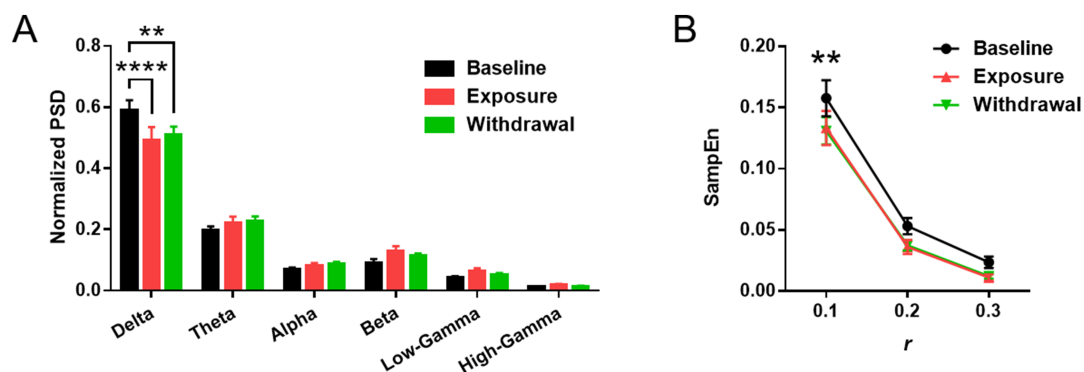 A
Normalized PSD
0.8
0.6
0.4
0.2
0.0
**
****
Baseline
Exposure
Withdrawal
Delta
Theta
Alpha
Beta
Low-Gamma
High-Gamma
B
SampEn
0.20
0.15
0.10
0.05
0.00
**
Baseline
Exposure
Withdrawal
0.1 0.2 0.3
r